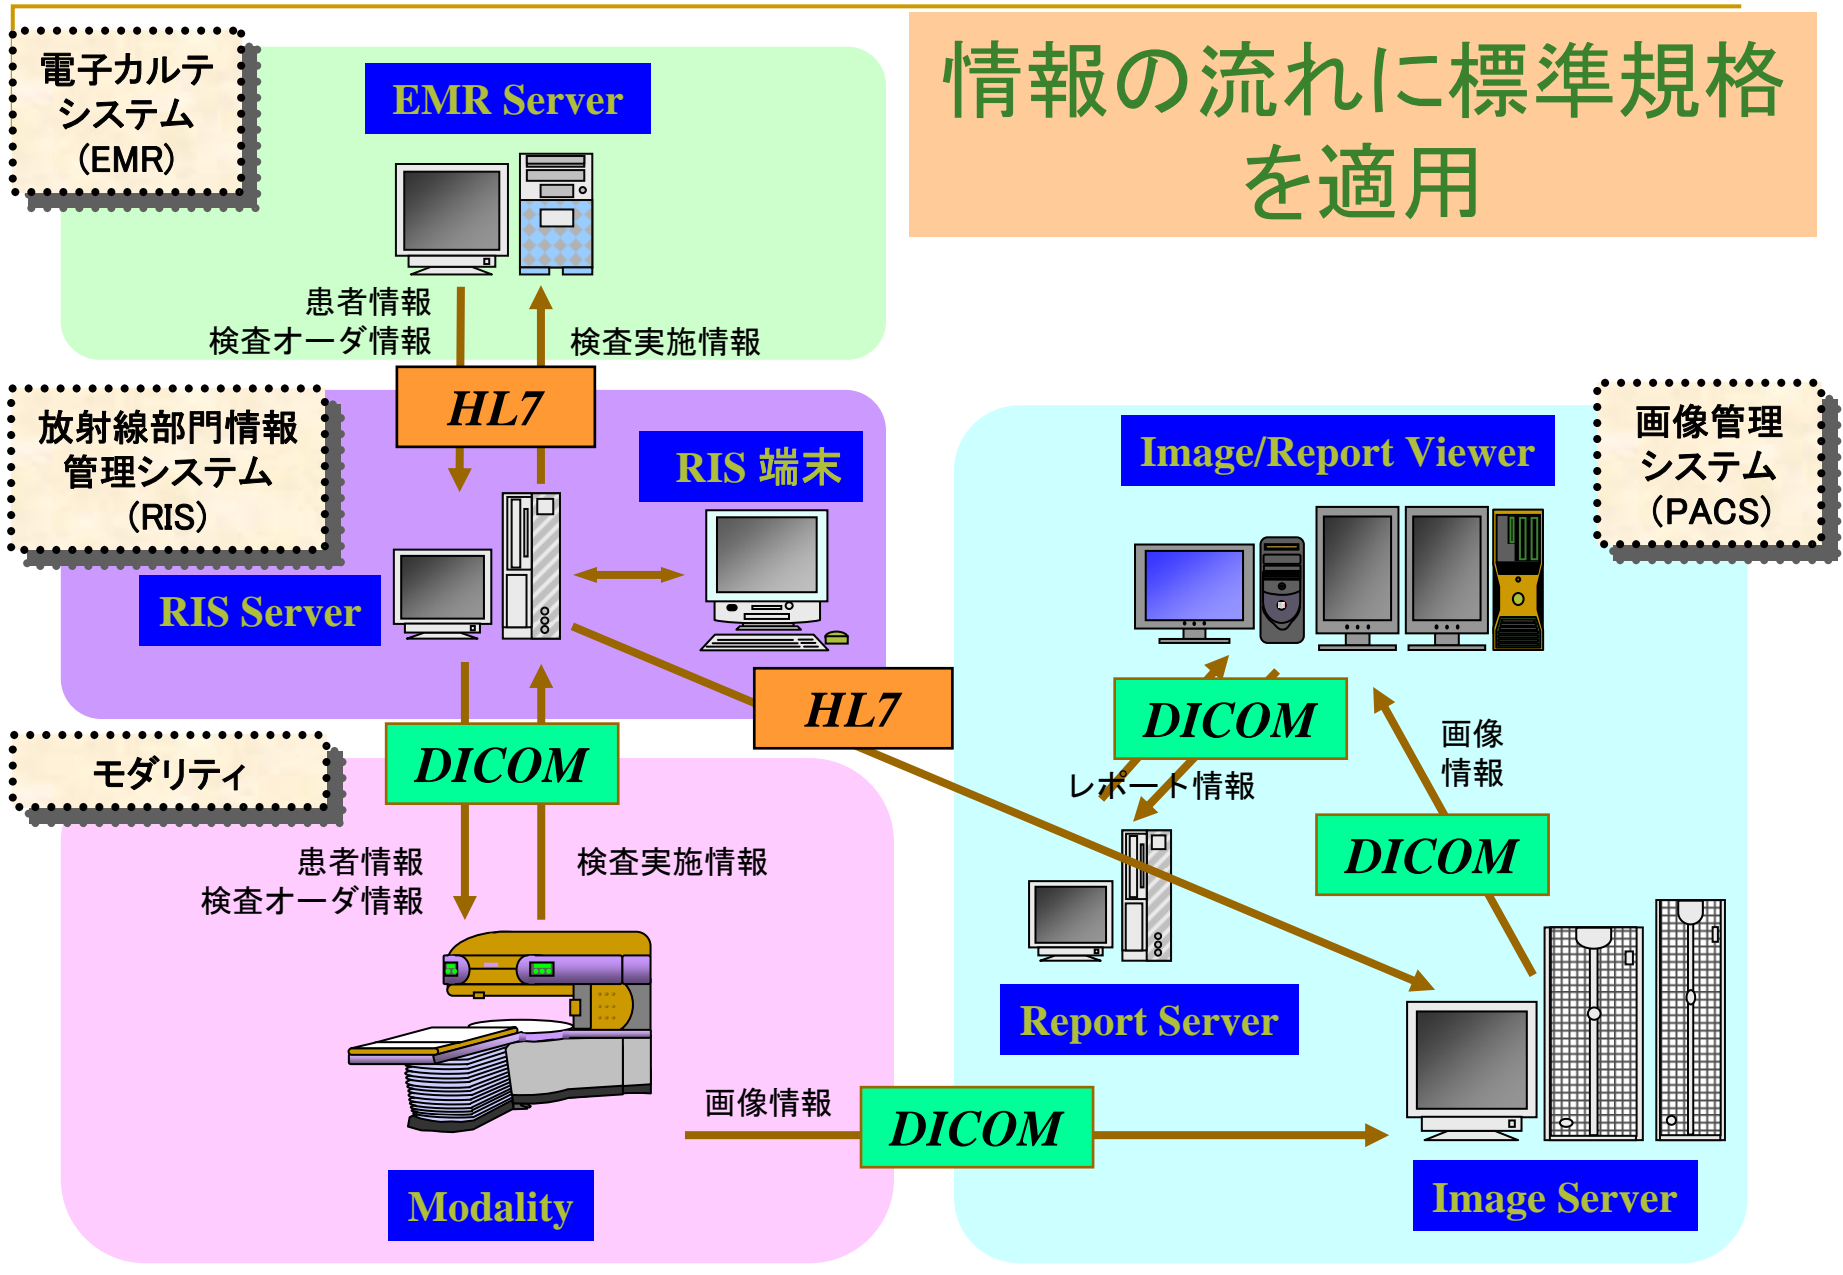 情報の流れに標準規格
を適用
電子カルテ
システム
(EMR)
EMR Server
患者情報
検査オーダ情報
検査実施情報
HL7
放射線部門情報
管理システム
(RIS)
RIS 端末
RIS Server
HL7
画像管理
システム
(PACS)
Image/Report Viewer
DICOM
レポート情報
画像
情報
DICOM
Report Server
モダリティ
DICOM
患者情報
検査オーダ情報
検査実施情報
画像情報
DICOM
Modality
Image Server